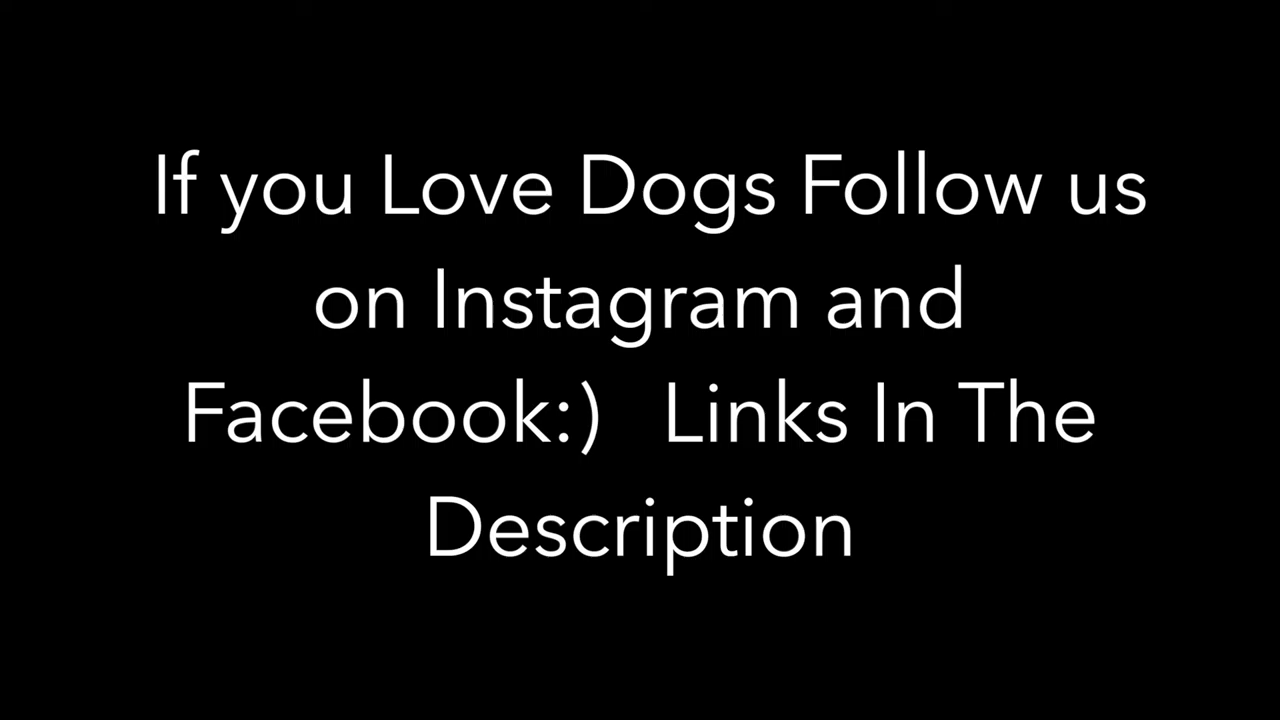 If you Love Dogs Follow us
on Instagram and
Facebook:)   Links In The
Description